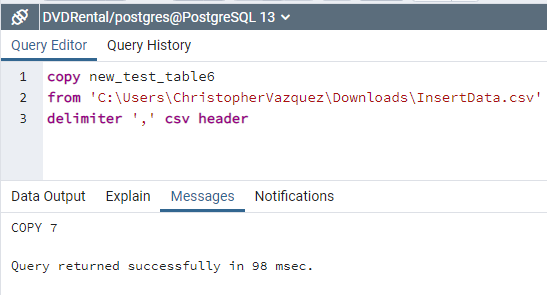 DVDRental/postgres@PostgreSQL 13
Query Editor Query History
1 copy new_test_table6
2 from 'C:\Users\ChristopherVazquez\Downloads\InsertData.csv'
3 delimiter ',' csv header
Data Output Explain Messages Notifications
COPY 7
Query returned successfully in 98 msec.